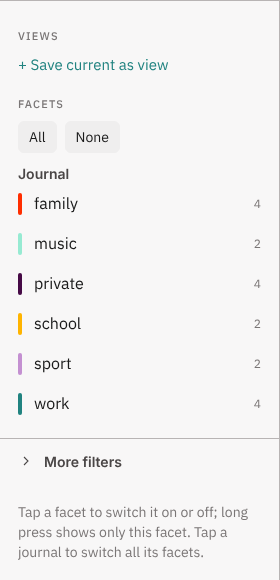 VIEWS
+ Save current as view
FACETS
All None
Journal
family 4
music 2
private 4
school 2
sport 2
work 4
More filters
Tap a facet to switch it on or off; long
press shows only this facet. Tap a
journal to switch all its facets.